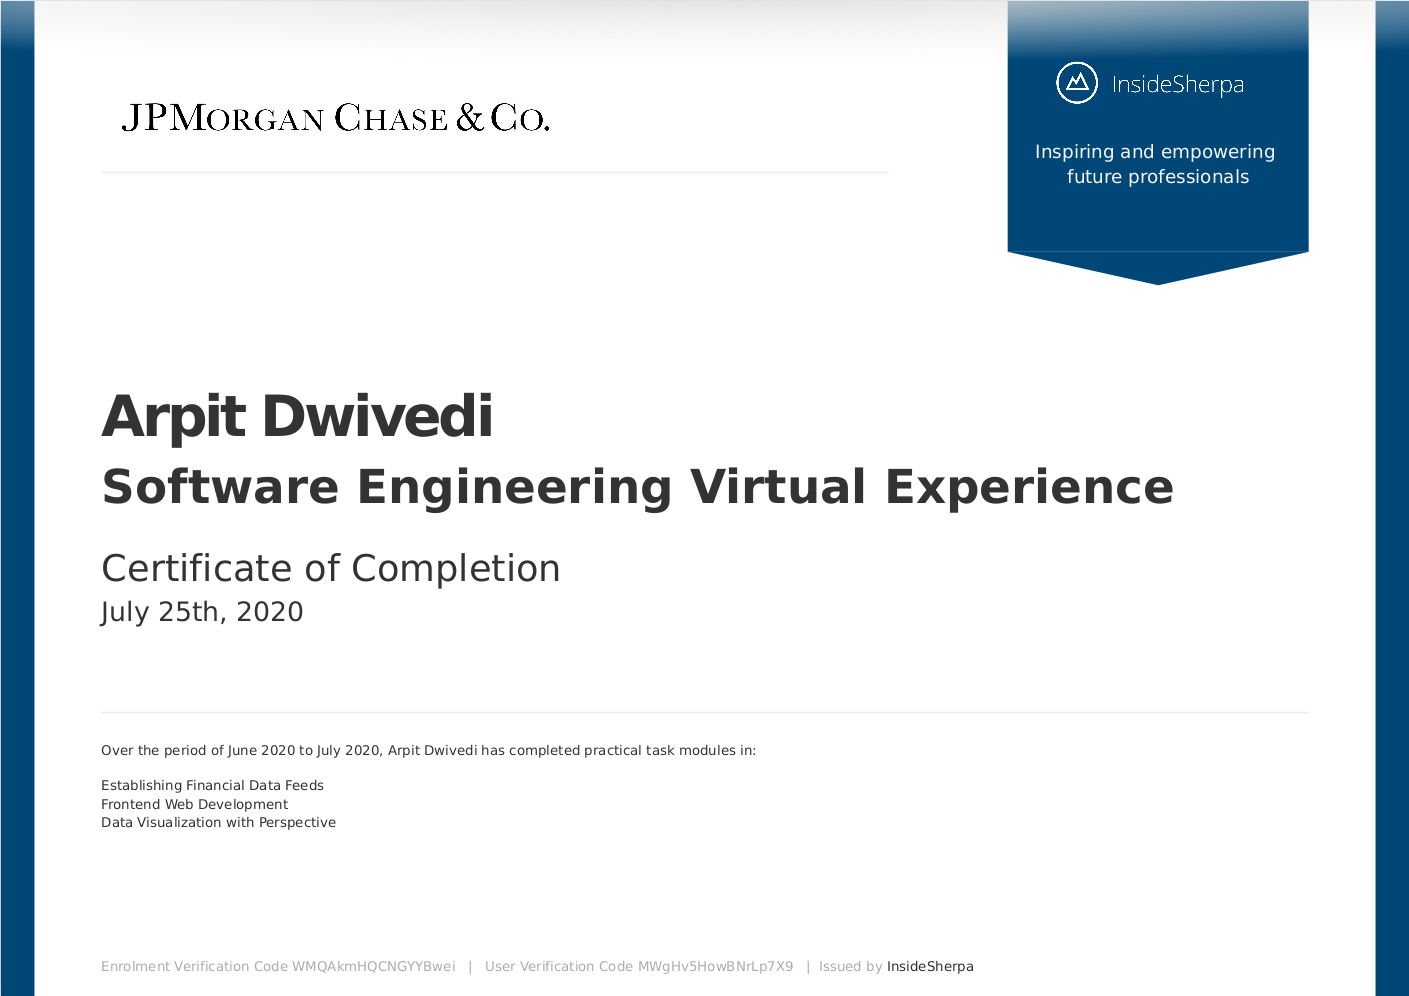 JPMORGAN CHASE & CO.
InsideSherpa
Inspiring and empowering
future professionals
Arpit Dwivedi
Software Engineering Virtual Experience
Certificate of Completion
July 25th, 2020
Over the period of June 2020 to July 2020, Arpit Dwivedi has completed practical task modules in:
Establishing Financial Data Feeds
Frontend Web Development
Data Visualization with Perspective
Enrolment Verification Code WMQAkmHQCNGYYBwei | User Verification Code MWgHv5HowBNrLp7X9 | Issued by InsideSherpa